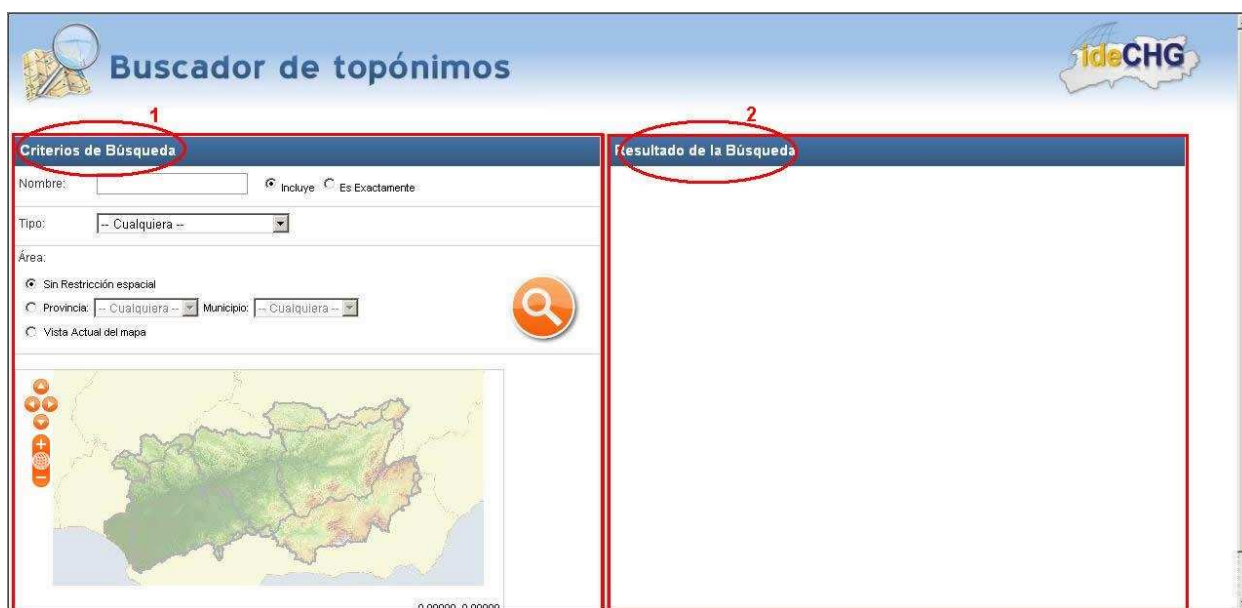 Buscador de topónimos
ideCHG
1
2
Criterios de Búsqueda
Resultado de la Búsqueda
Nombre: Incluye Es Exactamente
Tipo: -- Cualquiera --
Área:
Sin Restricción espacial
Provincia: -- Cualquiera -- Municipio: -- Cualquiera --
Vista Actual del mapa
0.00000, 0.00000